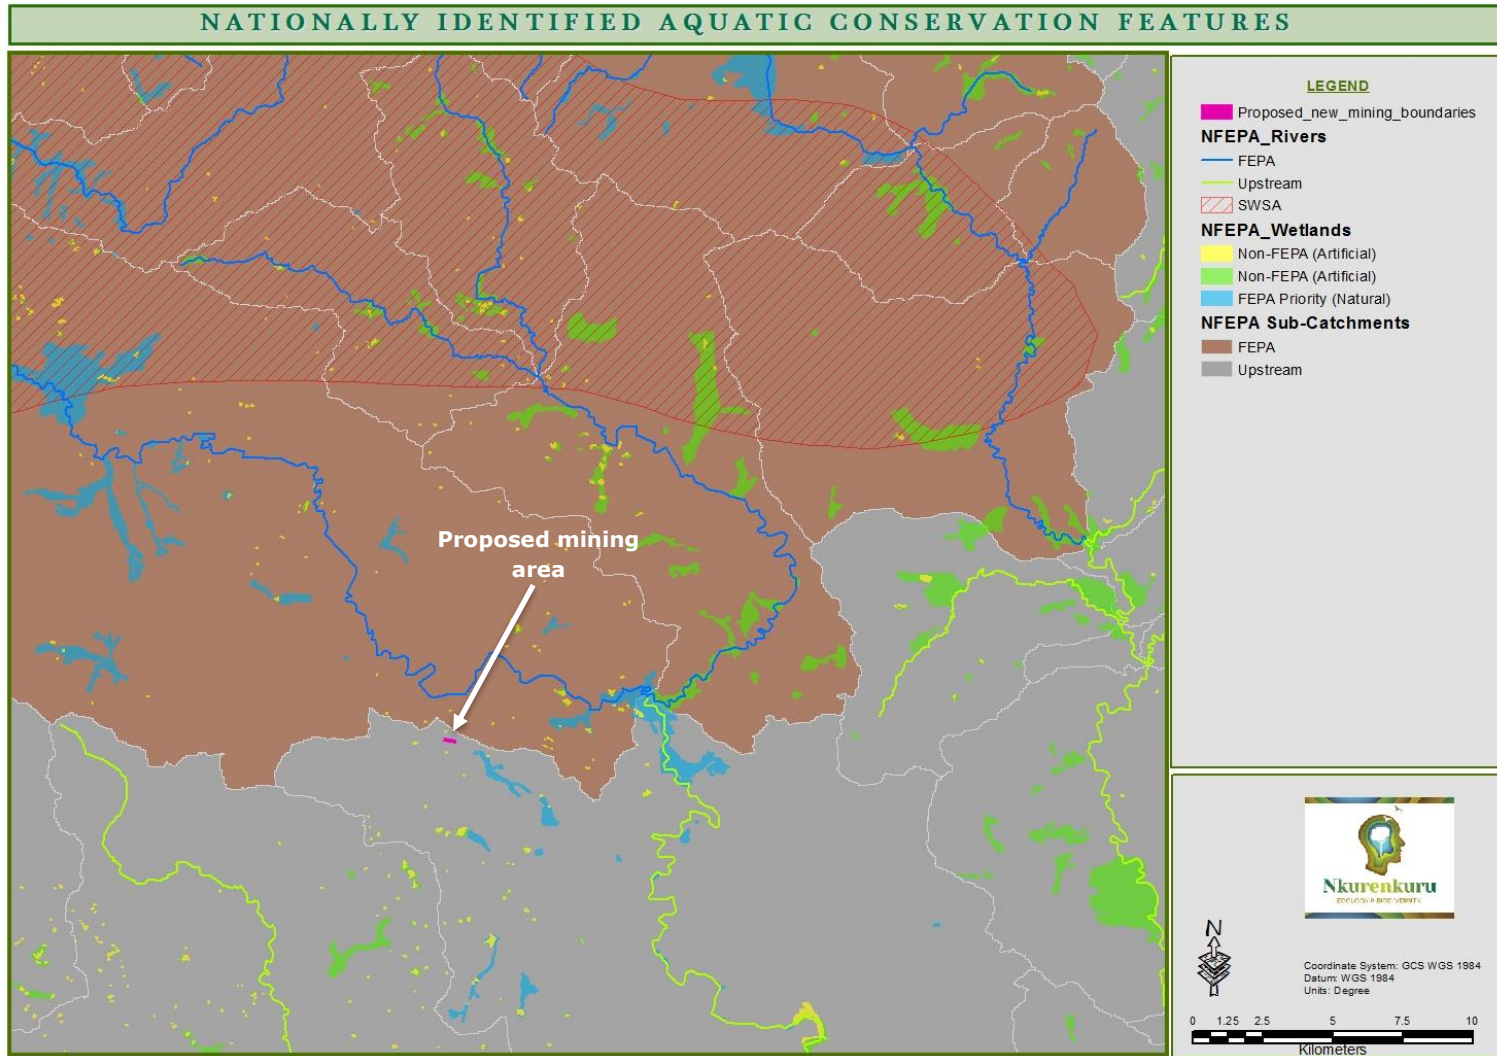 NATIONALLY IDENTIFIED AQUATIC CONSERVATION FEATURES
Proposed mining
area
LEGEND
Proposed_new_mining_boundaries
NFEPA_Rivers
FEPA
Upstream
SWSA
NFEPA_Wetlands
Non-FEPA (Artificial)
Non-FEPA (Artificial)
FEPA Priority (Natural)
NFEPA Sub-Catchments
FEPA
Upstream
Nkurenkuru
ECOLOGY & BIODIVERSITY
N
Coordinate System: GCS WGS 1984
Datum: WGS 1984
Units: Degree
0 1.25 2.5 5 7.5 10
Kilometers